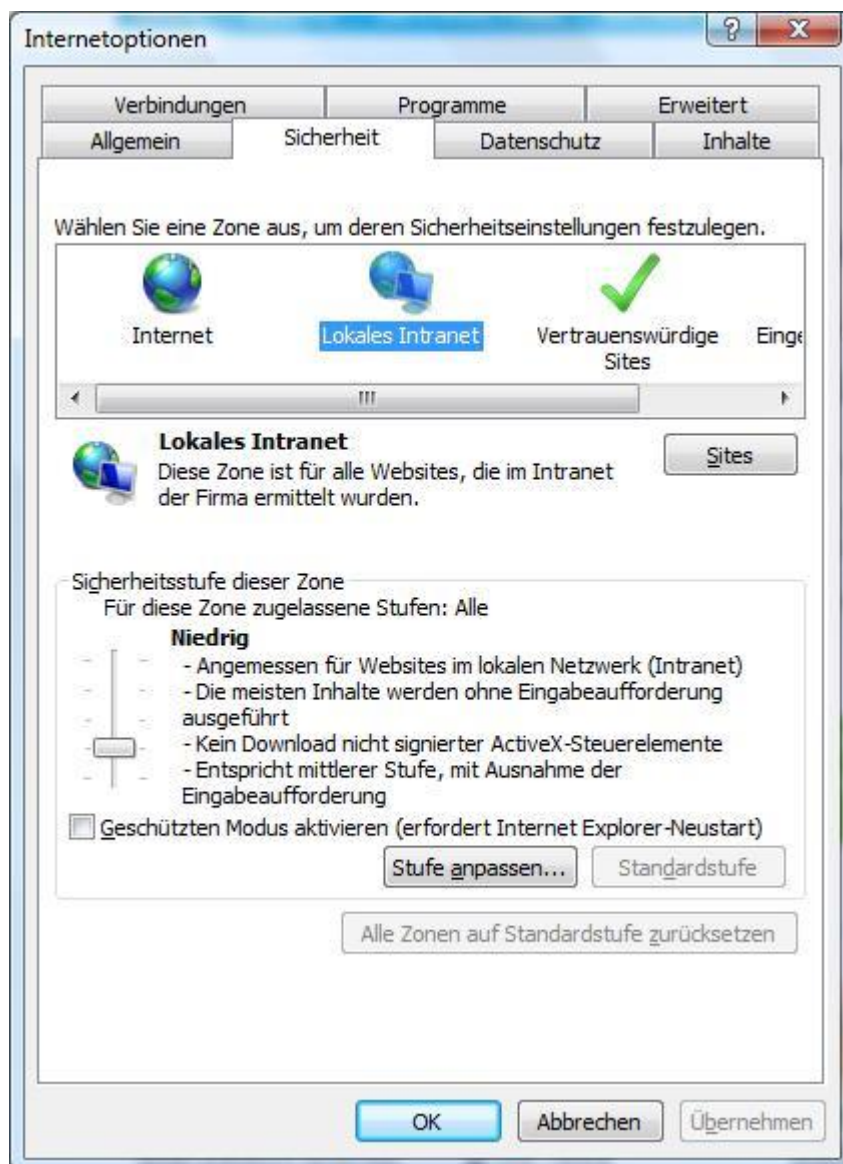 Internetoptionen
Verbindungen Programme Erweitert
Allgemein Sicherheit Datenschutz Inhalte
Wählen Sie eine Zone aus, um deren Sicherheitseinstellungen festzulegen.
Internet Lokales Intranet Vertrauenswürdige Einge
Sites
Lokales Intranet
Diese Zone ist für alle Websites, die im Intranet
der Firma ermittelt wurden.
Sites
Sicherheitsstufe dieser Zone
Für diese Zone zugelassene Stufen: Alle
Niedrig
- Angemessen für Websites im lokalen Netzwerk (Intranet)
- Die meisten Inhalte werden ohne Eingabeaufforderung
ausgeführt
- Kein Download nicht signierter ActiveX-Steuerelemente
- Entspricht mittlerer Stufe, mit Ausnahme der
Eingabeaufforderung
Geschützten Modus aktivieren (erfordert Internet Explorer-Neustart)
Stufe anpassen... Standardstufe
Alle Zonen auf Standardstufe zurücksetzen
OK Abbrechen Übernehmen